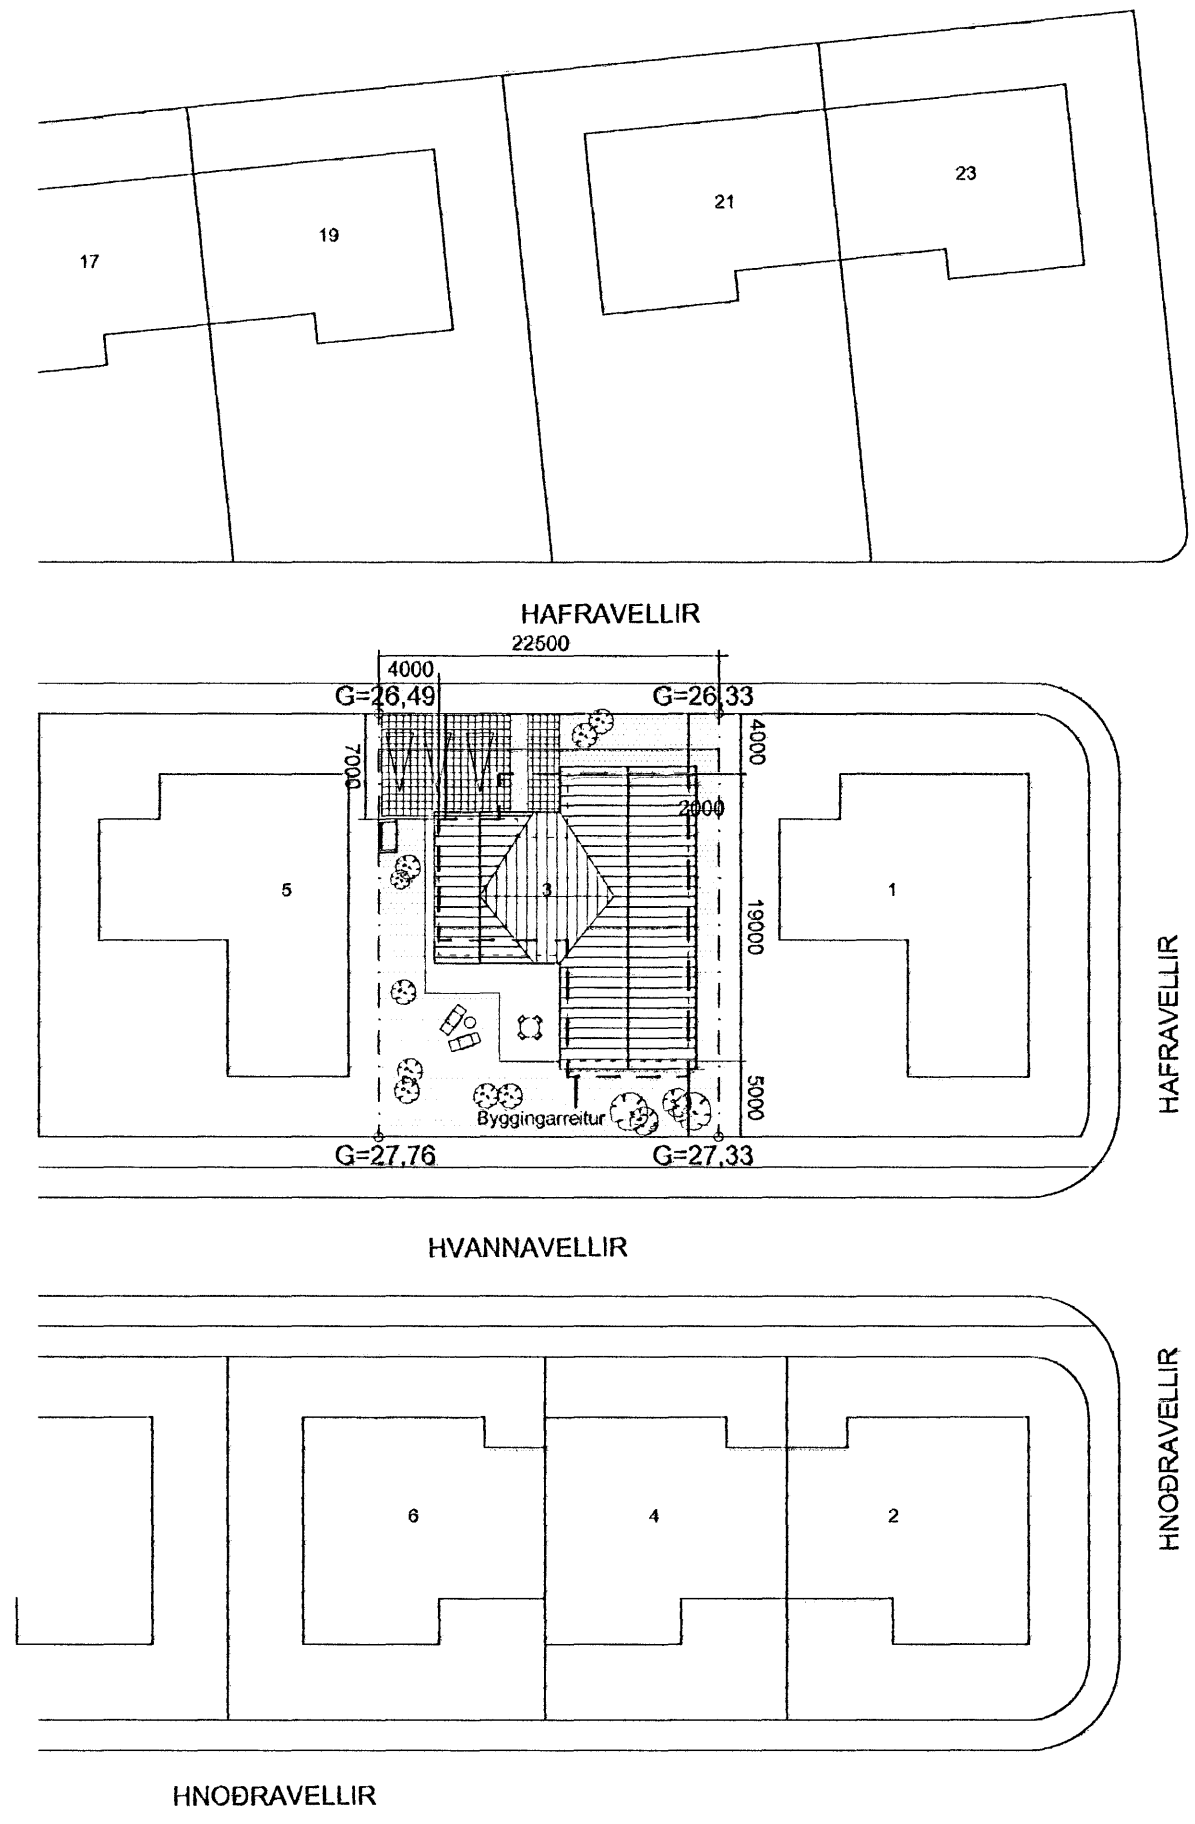 23
21
19
17
HAFRAVELLIR
22500
4000
G=26,49
G=26,33
4000
7000
2000
5
3
1
19000
HAFRAVELLIR
5000
Byggingarreitur
G=27,76
G=27,33
HVANNAVELLIR
HNOÐRAVELLIR
6
4
2
HNOÐRAVELLIR